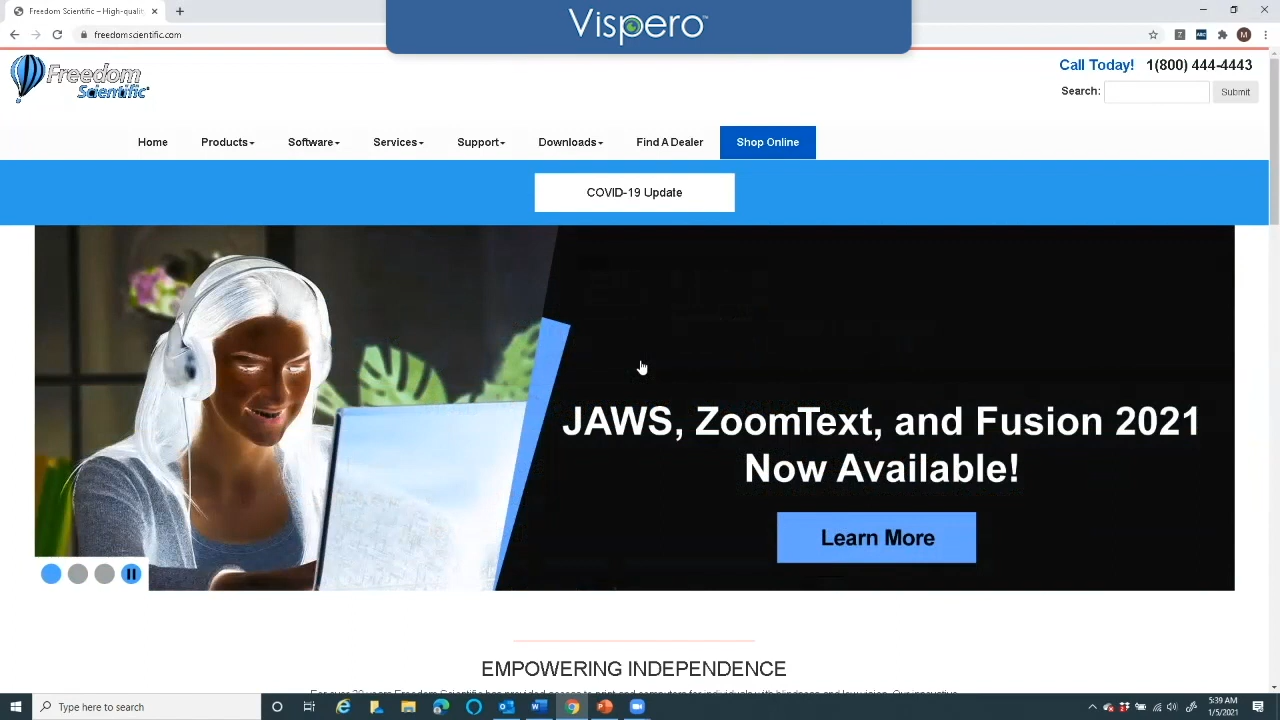 Freedom Scientific – High-quality
Vispero™
freedomscientific.com
Freedom
Scientific®
Call Today! 1(800) 444-4443
Search: Submit
Home Products Software Services Support Downloads Find A Dealer Shop Online
COVID-19 Update
JAWS, ZoomText, and Fusion 2021
Now Available!
Learn More
EMPOWERING INDEPENDENCE
Type here to search
5:39 AM
1/5/2021